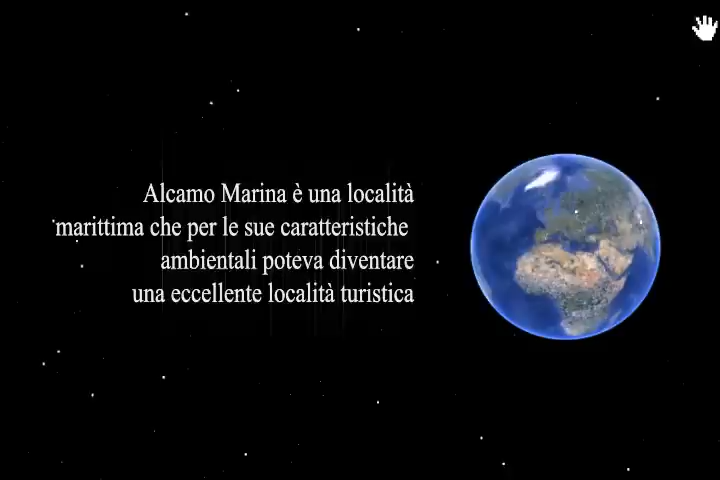 Alcamo Marina è una località
marittima che per le sue caratteristiche
ambientali poteva diventare
una eccellente località turistica